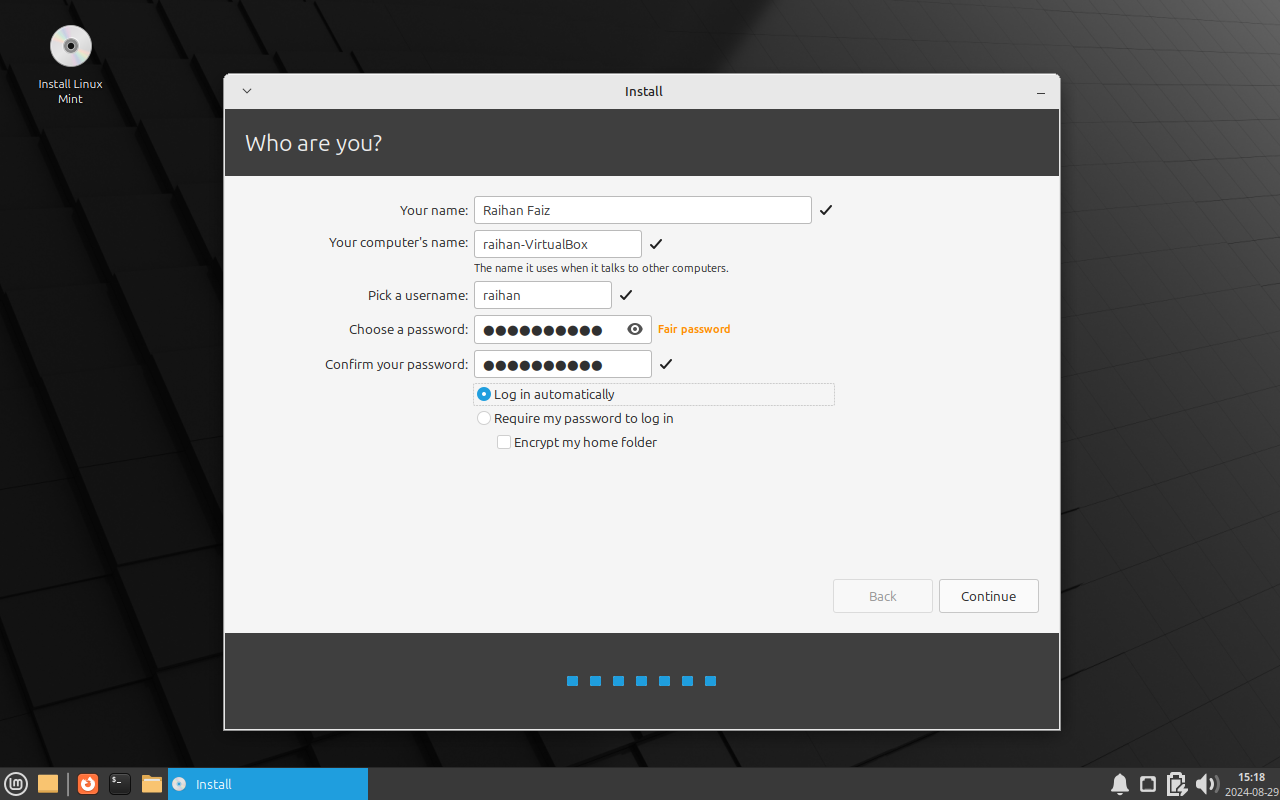 Install Linux
Mint
Install
Who are you?
Your name: Raihan Faiz
Your computer's name: raihan-VirtualBox
The name it uses when it talks to other computers.
Pick a username: raihan
Choose a password: ●●●●●●●●●● Fair password
Confirm your password: ●●●●●●●●●●
Log in automatically
Require my password to log in
Encrypt my home folder
Back Continue
Install
15:18
2024-08-29